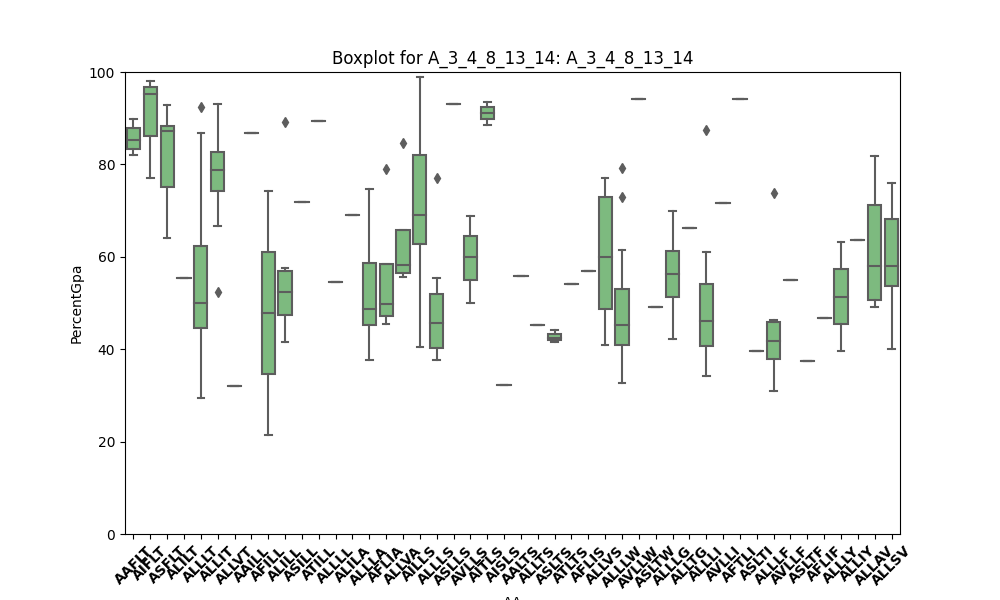 Boxplot for A_3_4_8_13_14: A_3_4_8_13_14
100
80
60
40
20
0
PercentGpa
AAFLT AIFLT ASFLT ALILT ALLLT ALLIT ALLVT AAILL AFILL ALILL ASILL ATILL ALLLL ALILA ALLLA AFLIA ALLVA AILLS ALLLS ASLLS AVLLS AITLS AISLS AALTS ALLTS ASLTS ATLTS AFLIS ALLVS ALLLW AVLLW ASLTW ALLLG ALLTG ALLLI AVLLI AFTLI ASLTI ALLLF AVLLF ASLTF AFLIF ALLLY ALLIY ALLAV ALLSV
AA